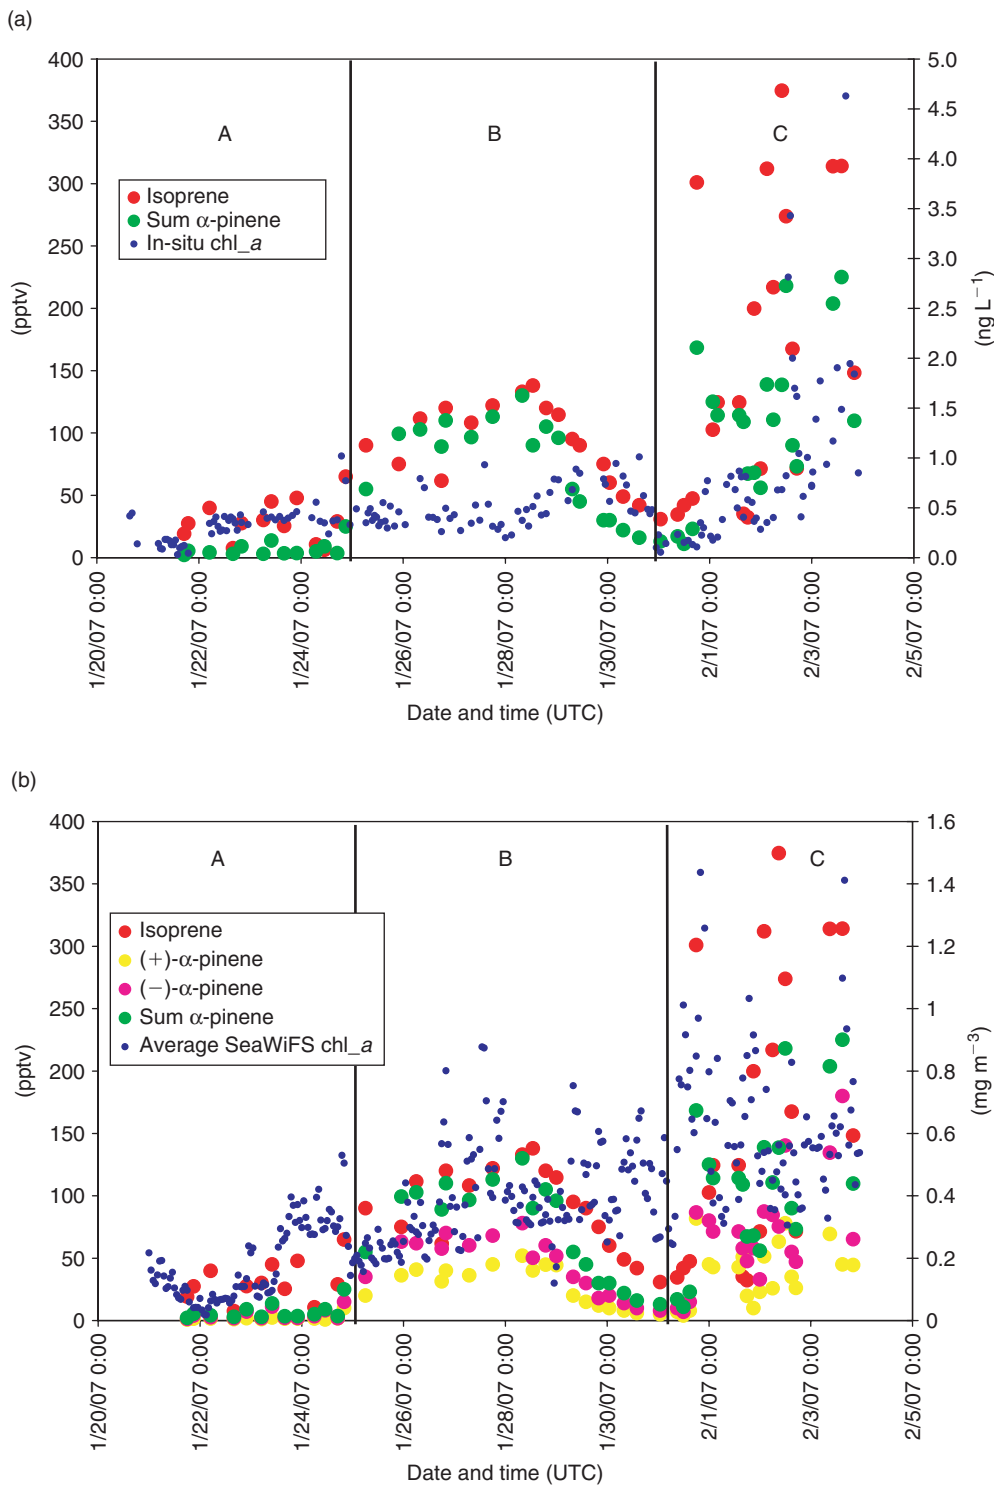 (a)
400
350
300
250
200
150
100
50
0
(pptv)
A
B
C
Isoprene
Sum α-pinene
In-situ chl_a
5.0
4.5
4.0
3.5
3.0
2.5
2.0
1.5
1.0
0.5
0.0
(ng L⁻¹)
1/20/07 0:00
1/22/07 0:00
1/24/07 0:00
1/26/07 0:00
1/28/07 0:00
1/30/07 0:00
2/1/07 0:00
2/3/07 0:00
2/5/07 0:00
Date and time (UTC)
(b)
400
350
300
250
200
150
100
50
0
(pptv)
A
B
C
Isoprene
(+)-α-pinene
(−)-α-pinene
Sum α-pinene
Average SeaWiFS chl_a
1.6
1.4
1.2
1
0.8
0.6
0.4
0.2
0
(mg m⁻³)
1/20/07 0:00
1/22/07 0:00
1/24/07 0:00
1/26/07 0:00
1/28/07 0:00
1/30/07 0:00
2/1/07 0:00
2/3/07 0:00
2/5/07 0:00
Date and time (UTC)